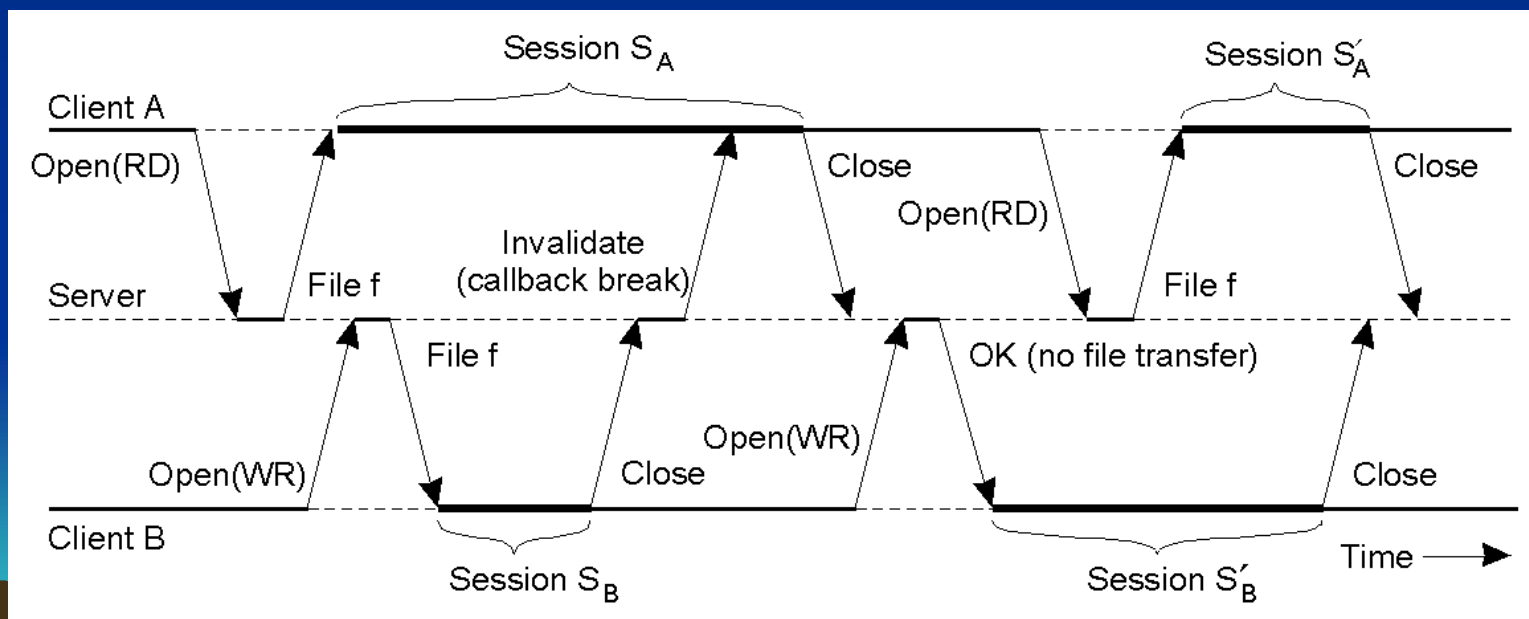 Session S_A
Session S´_A
Client A
Open(RD)
Close
Close
Open(RD)
Invalidate
(callback break)
File f
File f
Server
File f
OK (no file transfer)
Open(WR)
Open(WR)
Close
Close
Client B
Time
Session S_B
Session S´_B